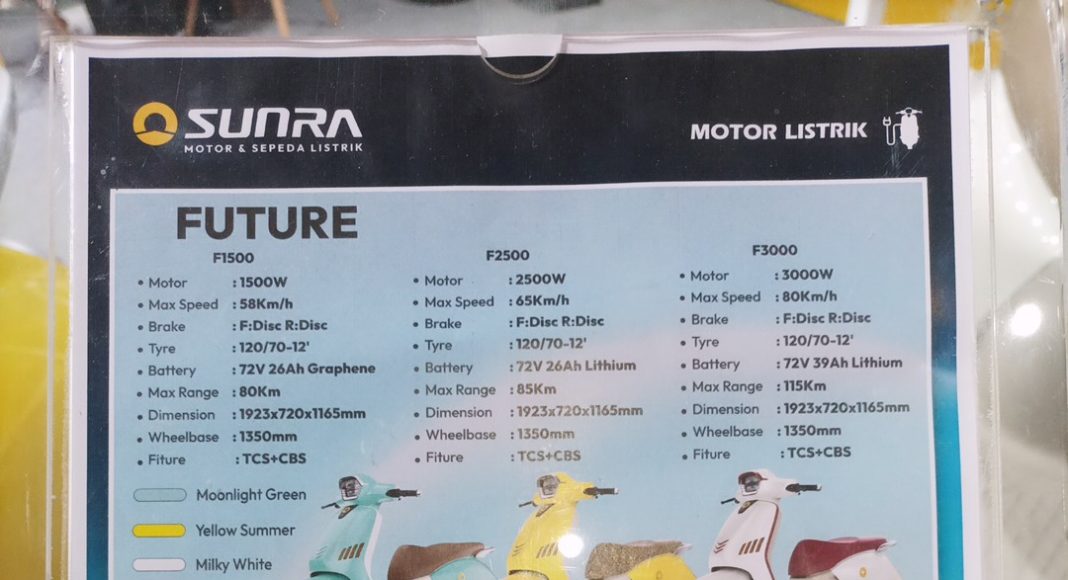 SUNRA
MOTOR & SEPEDA LISTRIK
MOTOR LISTRIK
FUTURE
F1500
• Motor : 1500W
• Max Speed : 58Km/h
• Brake : F:Disc R:Disc
• Tyre : 120/70-12'
• Battery : 72V 26Ah Graphene
• Max Range : 80Km
• Dimension : 1923x720x1165mm
• Wheelbase : 1350mm
• Fiture : TCS+CBS
F2500
• Motor : 2500W
• Max Speed : 65Km/h
• Brake : F:Disc R:Disc
• Tyre : 120/70-12'
• Battery : 72V 26Ah Lithium
• Max Range : 85Km
• Dimension : 1923x720x1165mm
• Wheelbase : 1350mm
• Fiture : TCS+CBS
F3000
• Motor : 3000W
• Max Speed : 80Km/h
• Brake : F:Disc R:Disc
• Tyre : 120/70-12'
• Battery : 72V 39Ah Lithium
• Max Range : 115Km
• Dimension : 1923x720x1165mm
• Wheelbase : 1350mm
• Fiture : TCS+CBS
Moonlight Green
Yellow Summer
Milky White